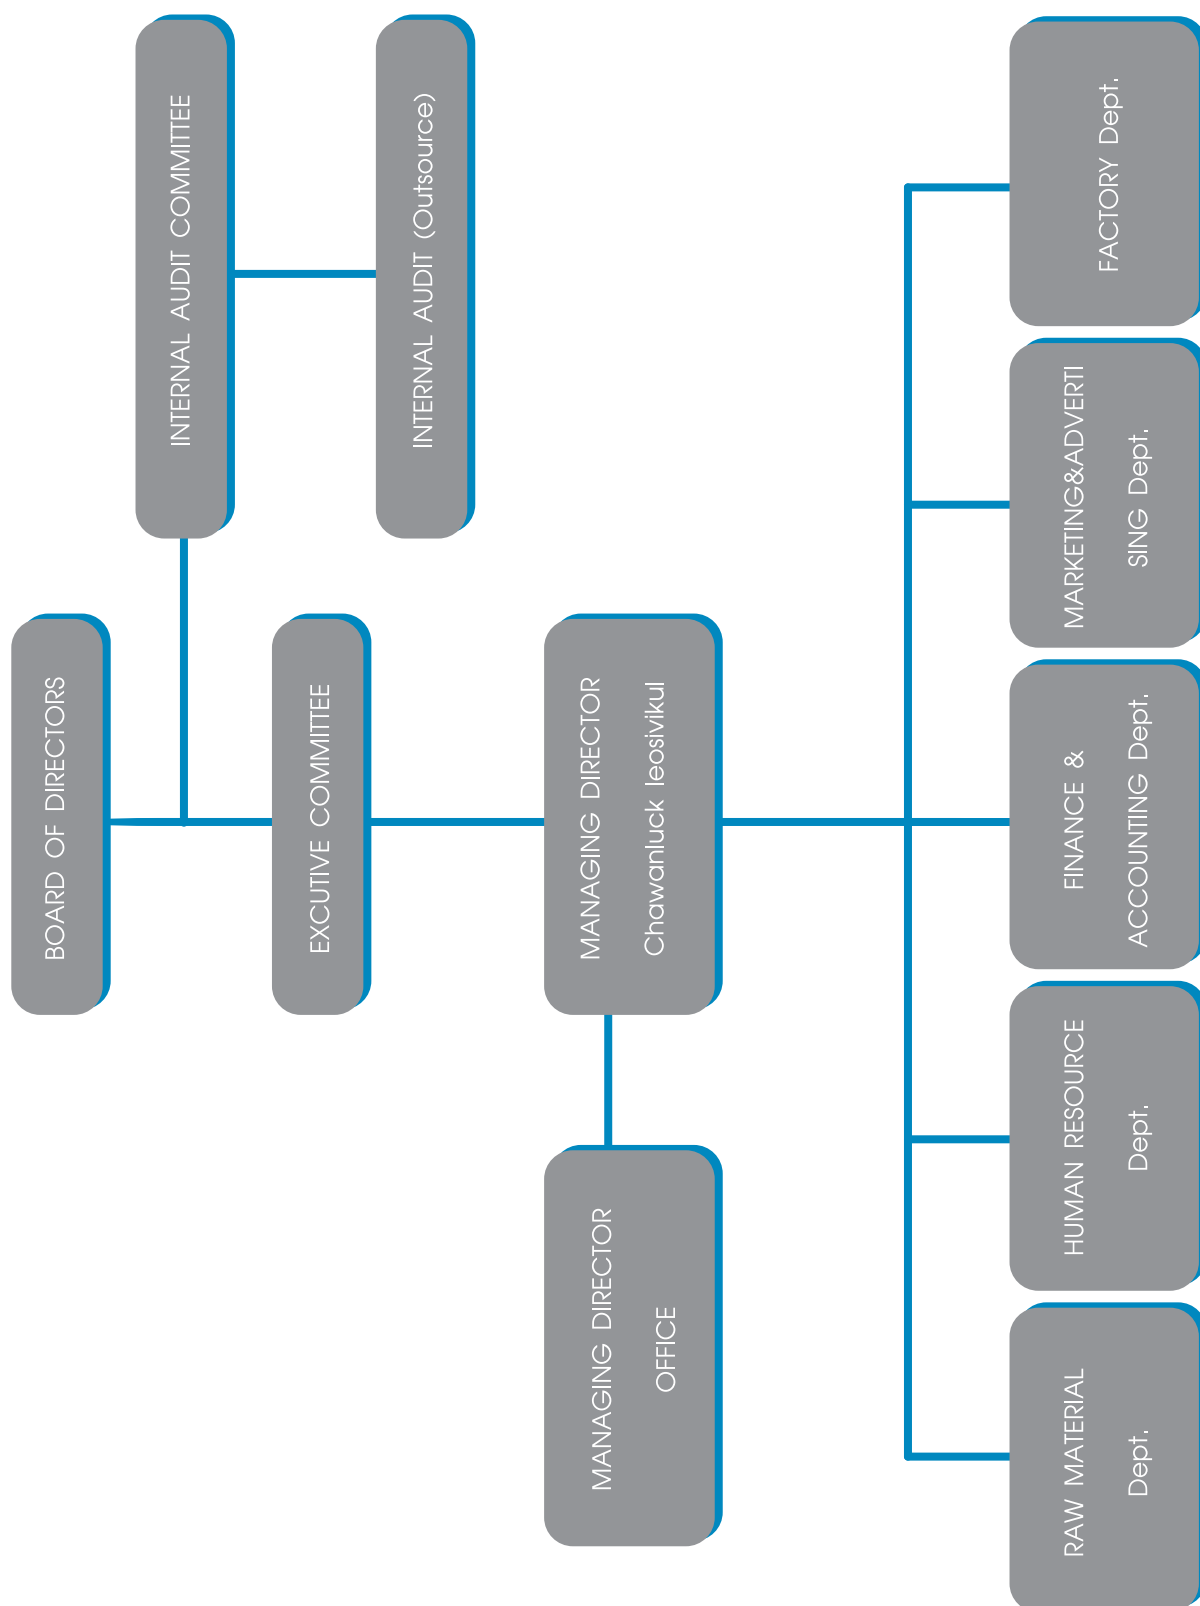 BOARD OF DIRECTORS
INTERNAL AUDIT COMMITTEE
EXCUTIVE COMMITTEE
INTERNAL AUDIT (Outsource)
MANAGING DIRECTOR
OFFICE
MANAGING DIRECTOR
Chawanluck leosivikul
RAW MATERIAL
Dept.
HUMAN RESOURCE
Dept.
FINANCE &
ACCOUNTING Dept.
MARKETING&ADVERTI
SING Dept.
FACTORY Dept.